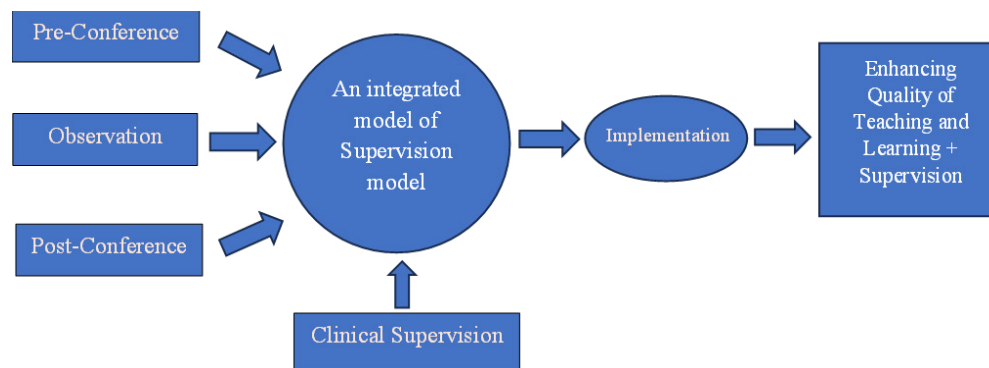 Pre-Conference
Observation
Post-Conference
An integrated
model of
Supervision
model
Clinical Supervision
Implementation
Enhancing
Quality of
Teaching and
Learning +
Supervision